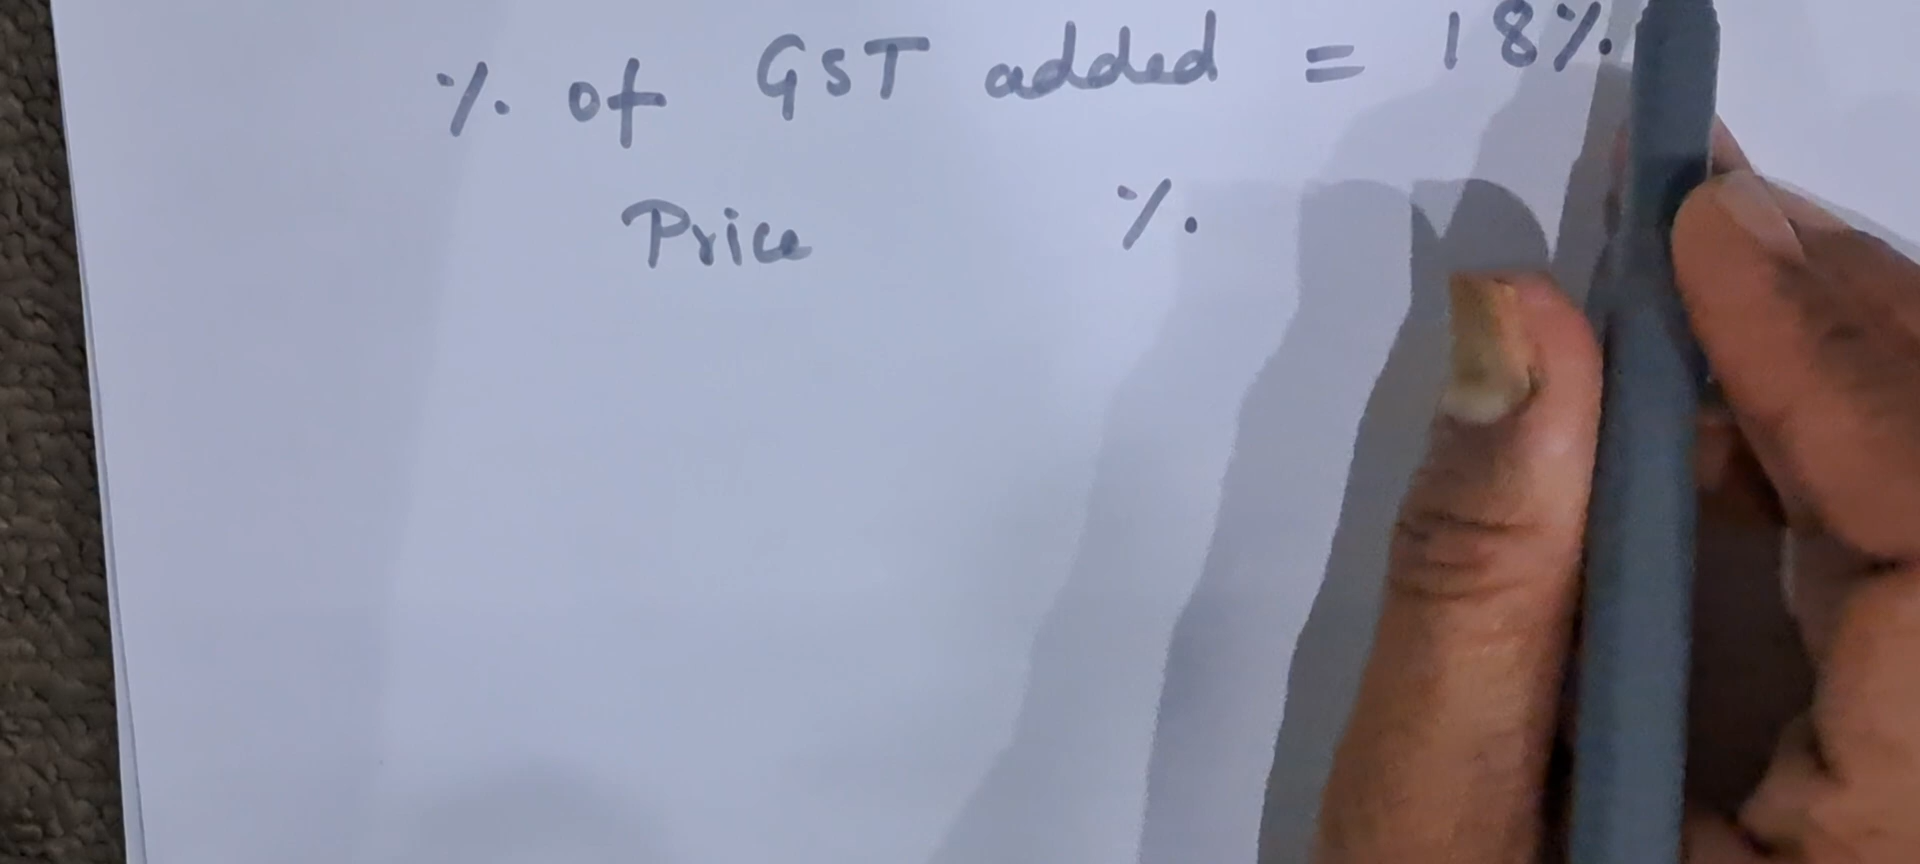 % of GST added = 18%
Price %